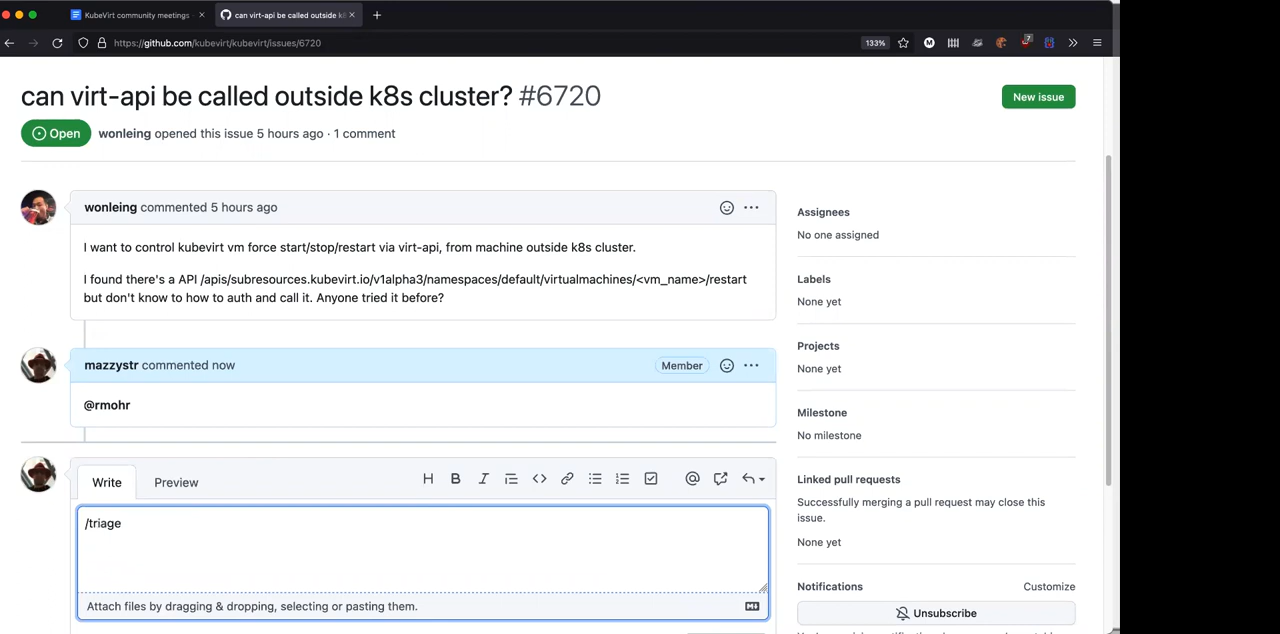 KubeVirt community meetings
can virt-api be called outside k8
https://github.com/kubevirt/kubevirt/issues/6720
133%
7
can virt-api be called outside k8s cluster? #6720
New issue
Open
wonleing opened this issue 5 hours ago · 1 comment
wonleing commented 5 hours ago
I want to control kubevirt vm force start/stop/restart via virt-api, from machine outside k8s cluster.
I found there's a API /apis/subresources.kubevirt.io/v1alpha3/namespaces/default/virtualmachines/<vm_name>/restart
but don't know to how to auth and call it. Anyone tried it before?
mazzystr commented now
Member
@rmohr
Write
Preview
/triage
Attach files by dragging & dropping, selecting or pasting them.
Assignees
No one assigned
Labels
None yet
Projects
None yet
Milestone
No milestone
Linked pull requests
Successfully merging a pull request may close this
issue.
None yet
Notifications
Customize
Unsubscribe